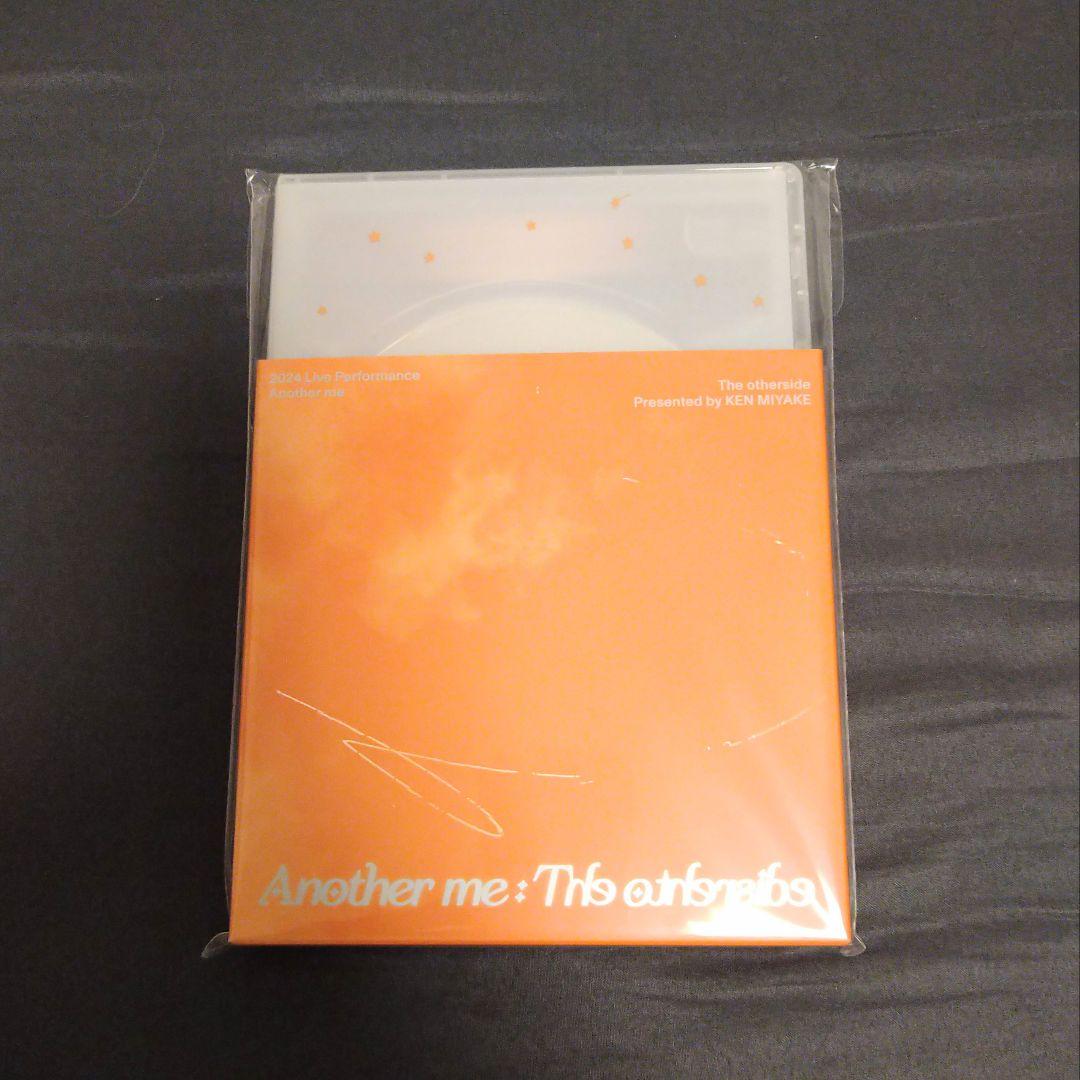 2024 Live Performance
Another me
The otherside
Presented by KEN MIYAKE
Another me : The otherside